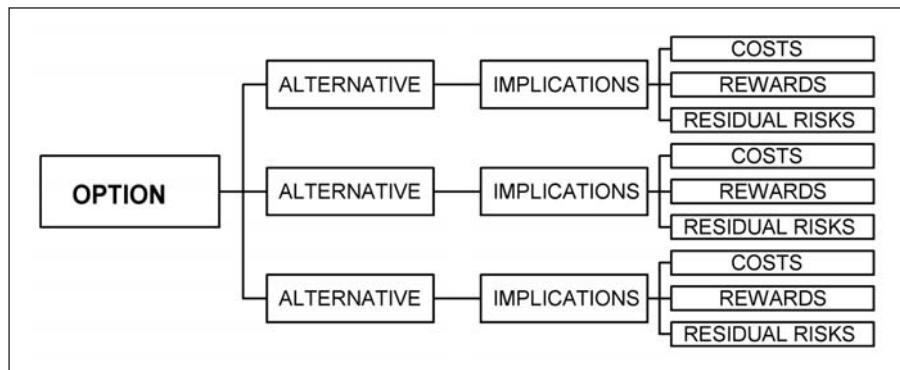 COSTS
ALTERNATIVE IMPLICATIONS REWARDS
RESIDUAL RISKS
COSTS
OPTION ALTERNATIVE IMPLICATIONS REWARDS
RESIDUAL RISKS
COSTS
ALTERNATIVE IMPLICATIONS REWARDS
RESIDUAL RISKS